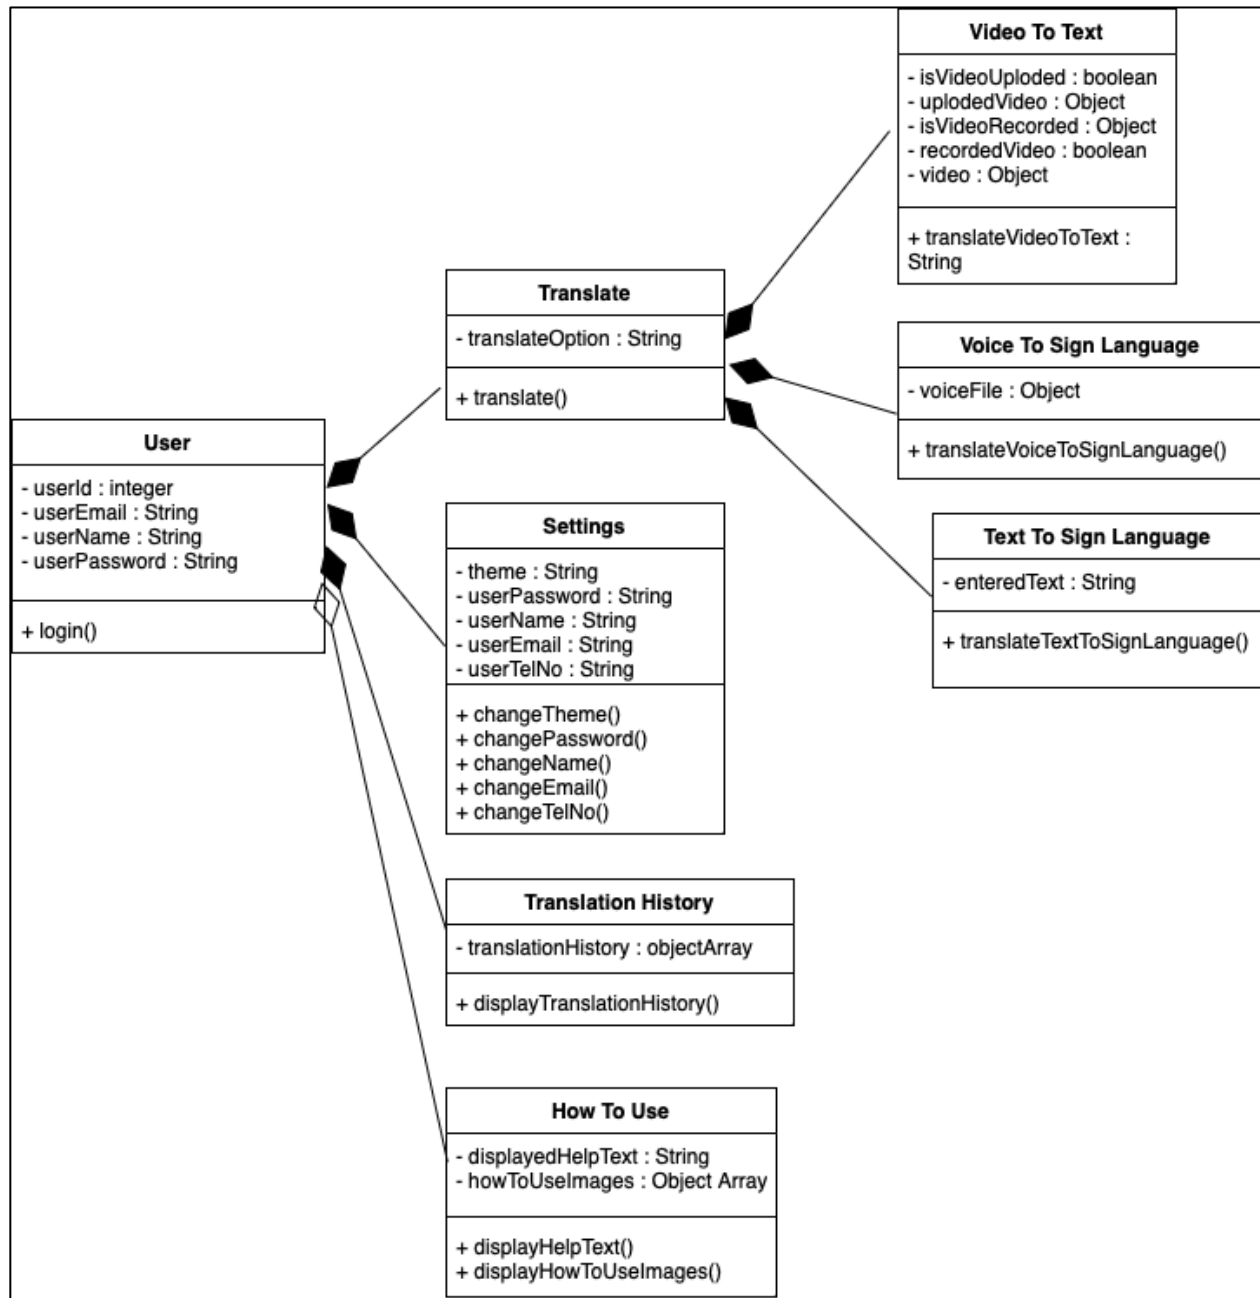 Video To Text
- isVideoUploded : boolean
- uplodedVideo : Object
- isVideoRecorded : Object
- recordedVideo : boolean
- video : Object
+ translateVideoToText :
String
Translate
- translateOption : String
+ translate()
Voice To Sign Language
- voiceFile : Object
+ translateVoiceToSignLanguage()
User
- userId : integer
- userEmail : String
- userName : String
- userPassword : String
+ login()
Settings
- theme : String
- userPassword : String
- userName : String
- userEmail : String
- userTelNo : String
+ changeTheme()
+ changePassword()
+ changeName()
+ changeEmail()
+ changeTelNo()
Text To Sign Language
- enteredText : String
+ translateTextToSignLanguage()
Translation History
- translationHistory : objectArray
+ displayTranslationHistory()
How To Use
- displayedHelpText : String
- howToUseImages : Object Array
+ displayHelpText()
+ displayHowToUseImages()